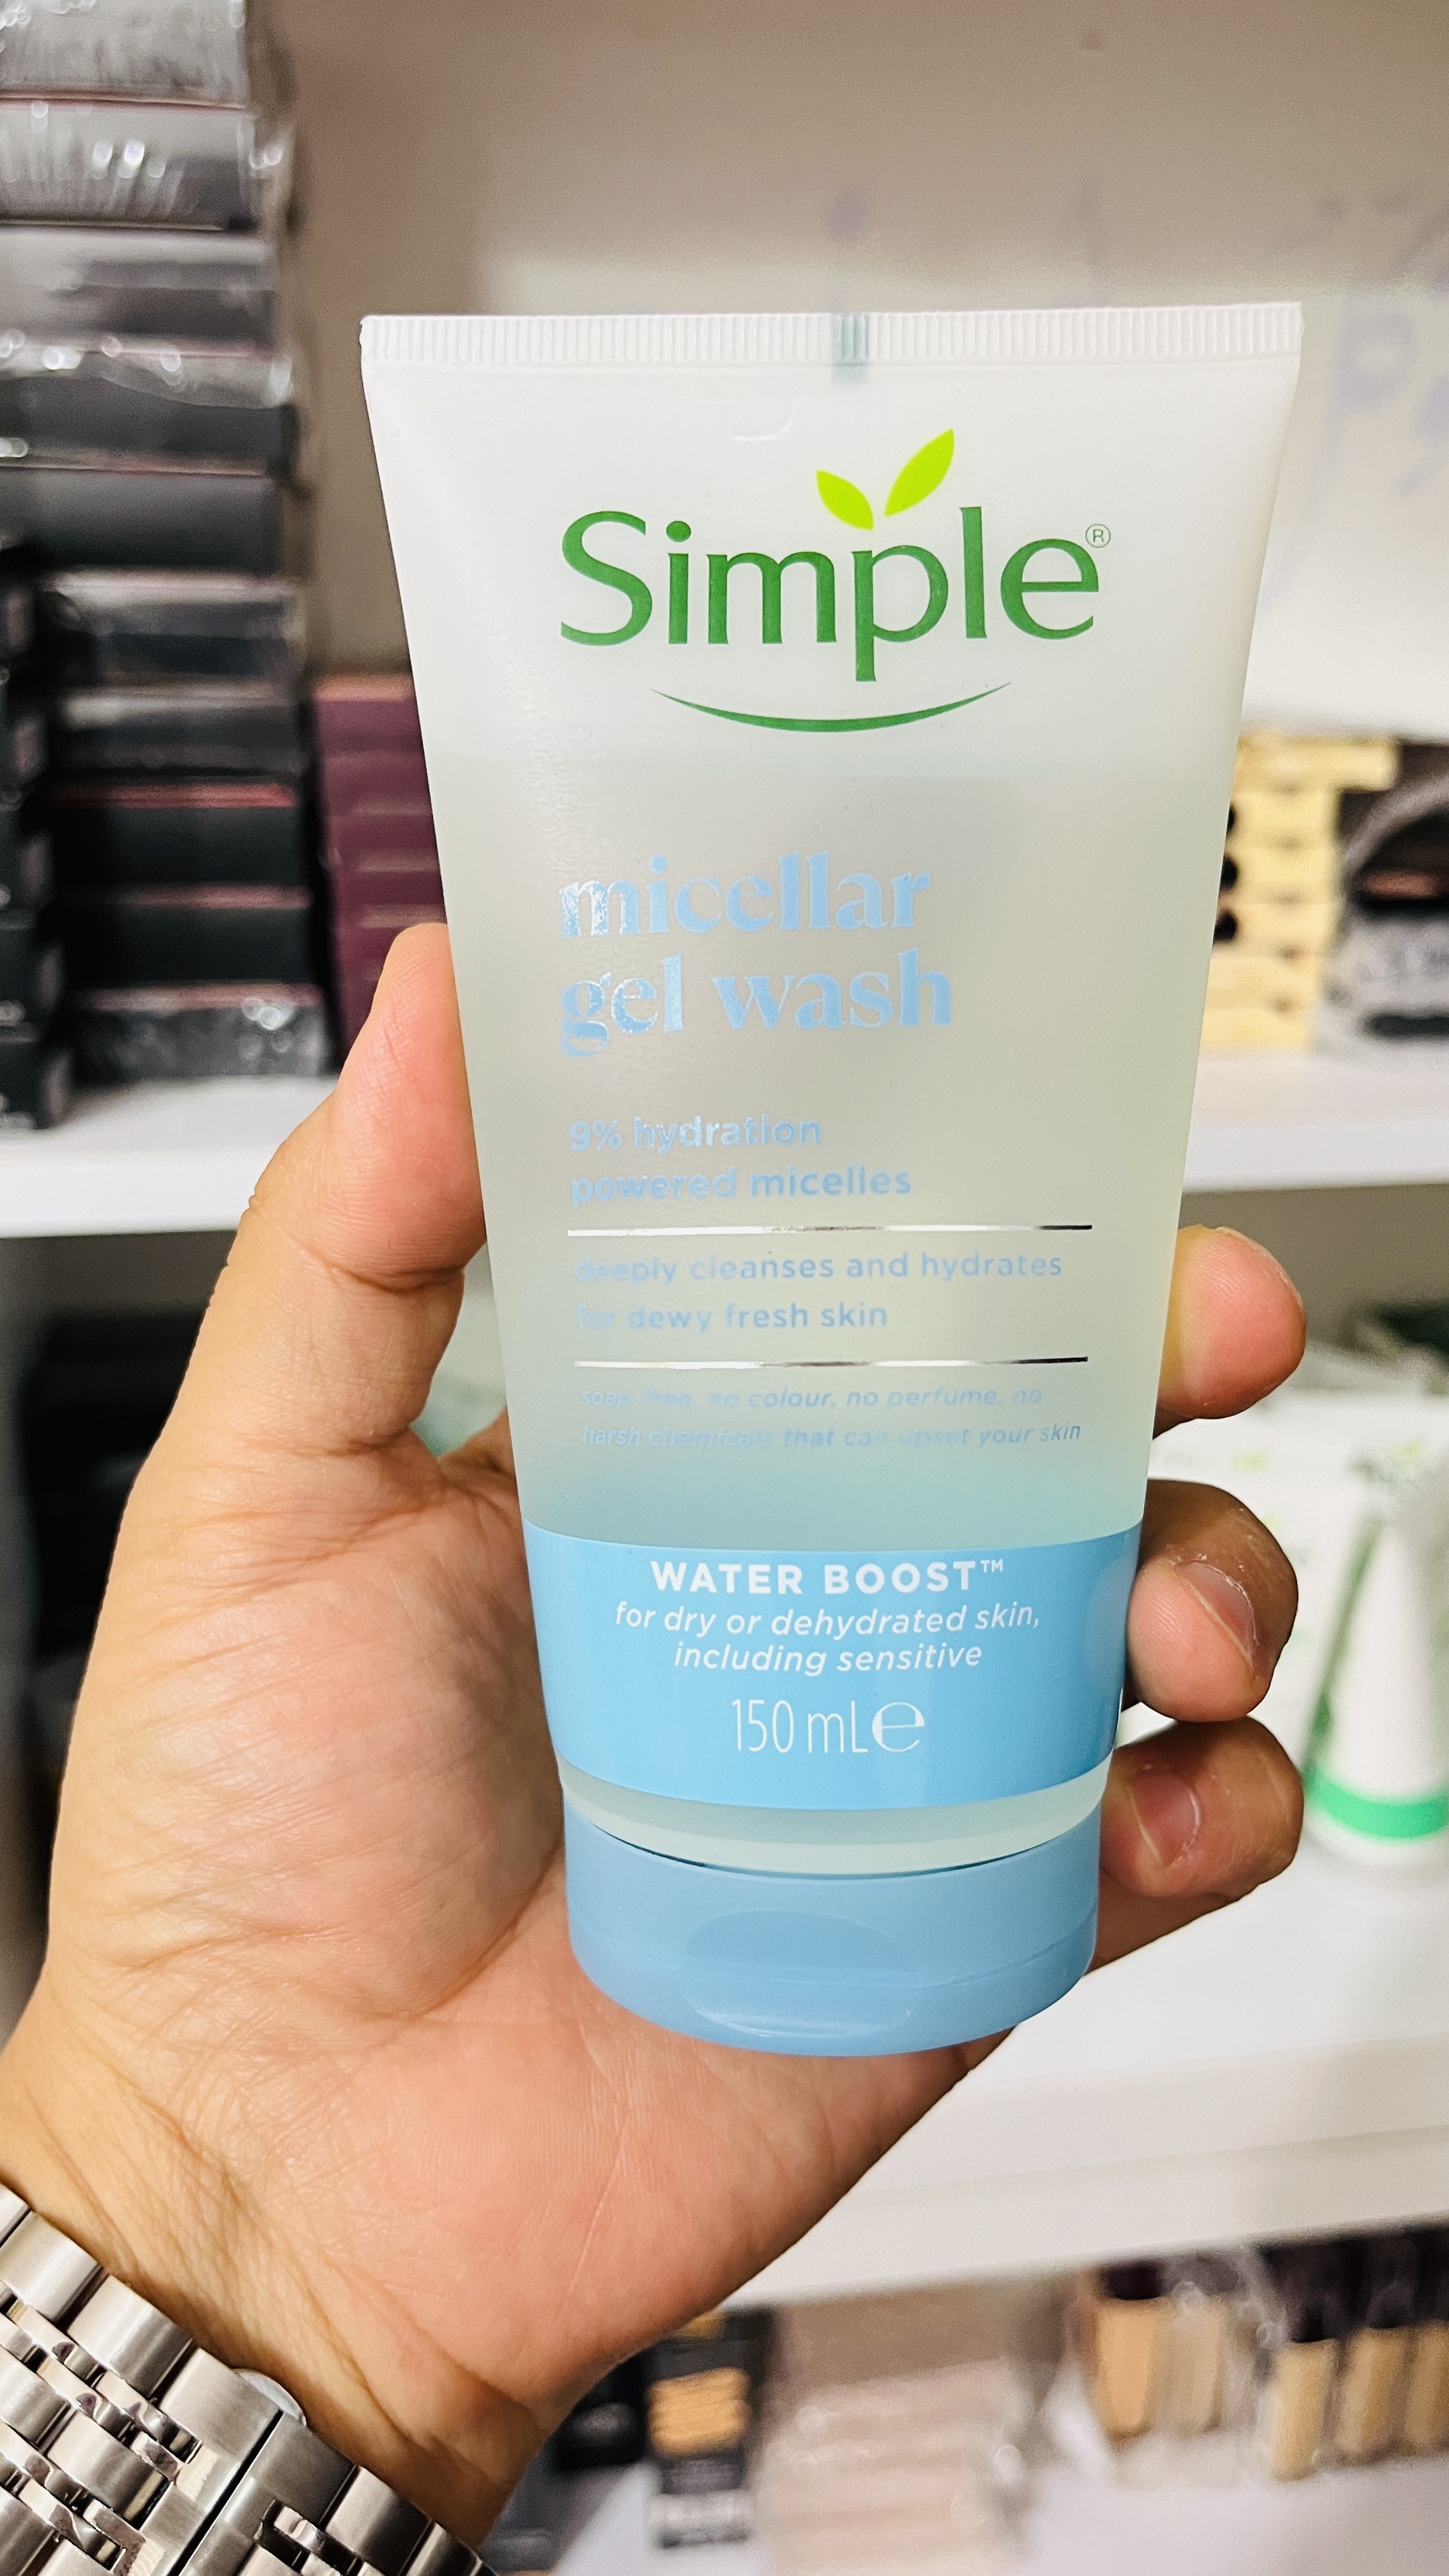 Simple®
micellar
gel wash
9% hydration
powered micelles
deeply cleanses and hydrates
for dewy fresh skin
soap-free, no colour, no perfume, no
harsh chemicals that can upset your skin
WATER BOOST™
for dry or dehydrated skin,
including sensitive
150 mL℮